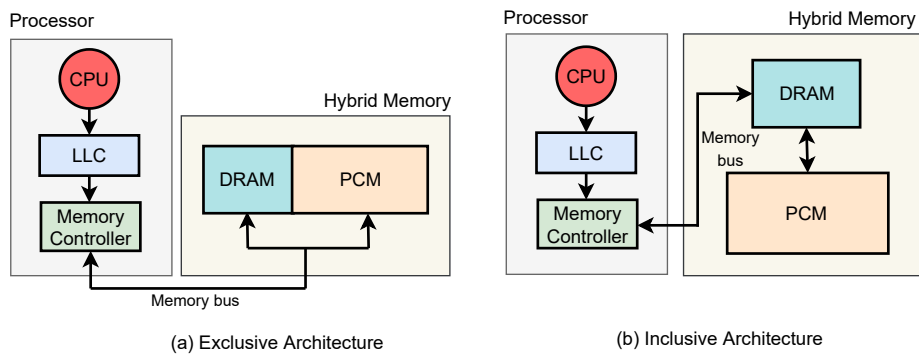 Processor
Hybrid Memory
CPU
LLC
Memory
Controller
DRAM
PCM
Memory bus
(a) Exclusive Architecture
Processor
Hybrid Memory
CPU
LLC
Memory
Controller
DRAM
Memory
bus
PCM
(b) Inclusive Architecture